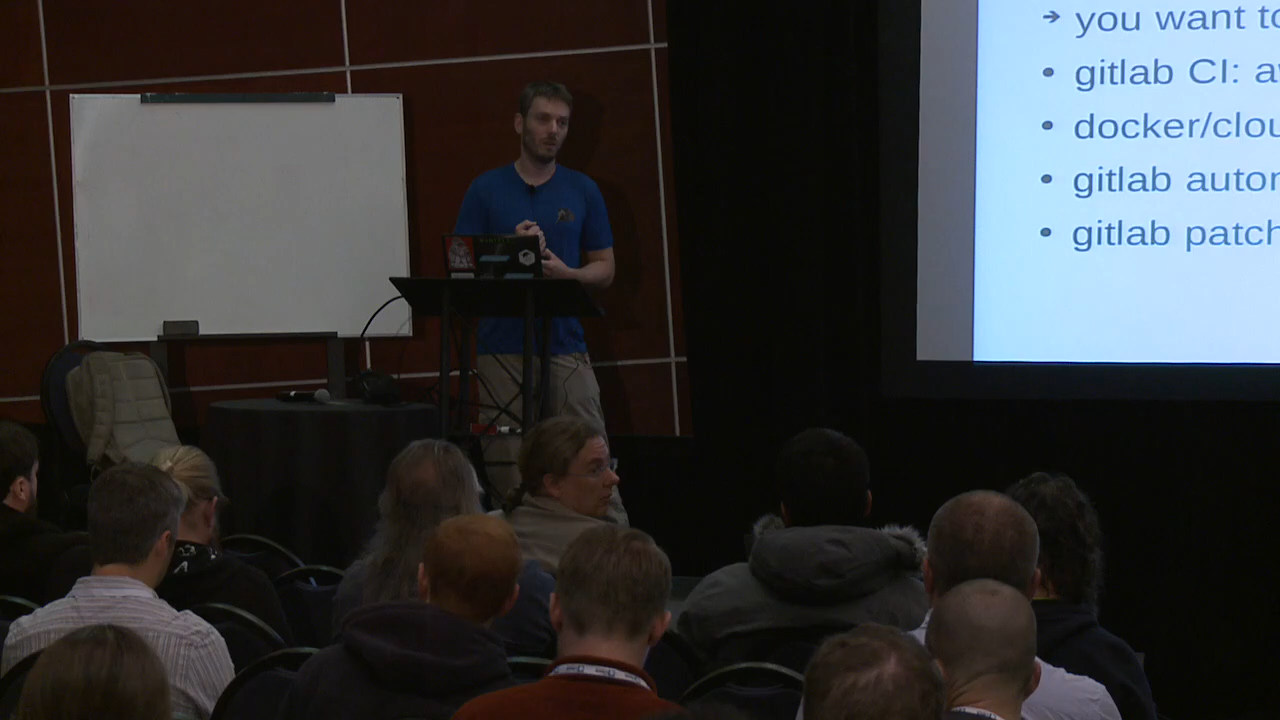 → you want to
• gitlab CI: a
• docker/clou
• gitlab auto
• gitlab patch